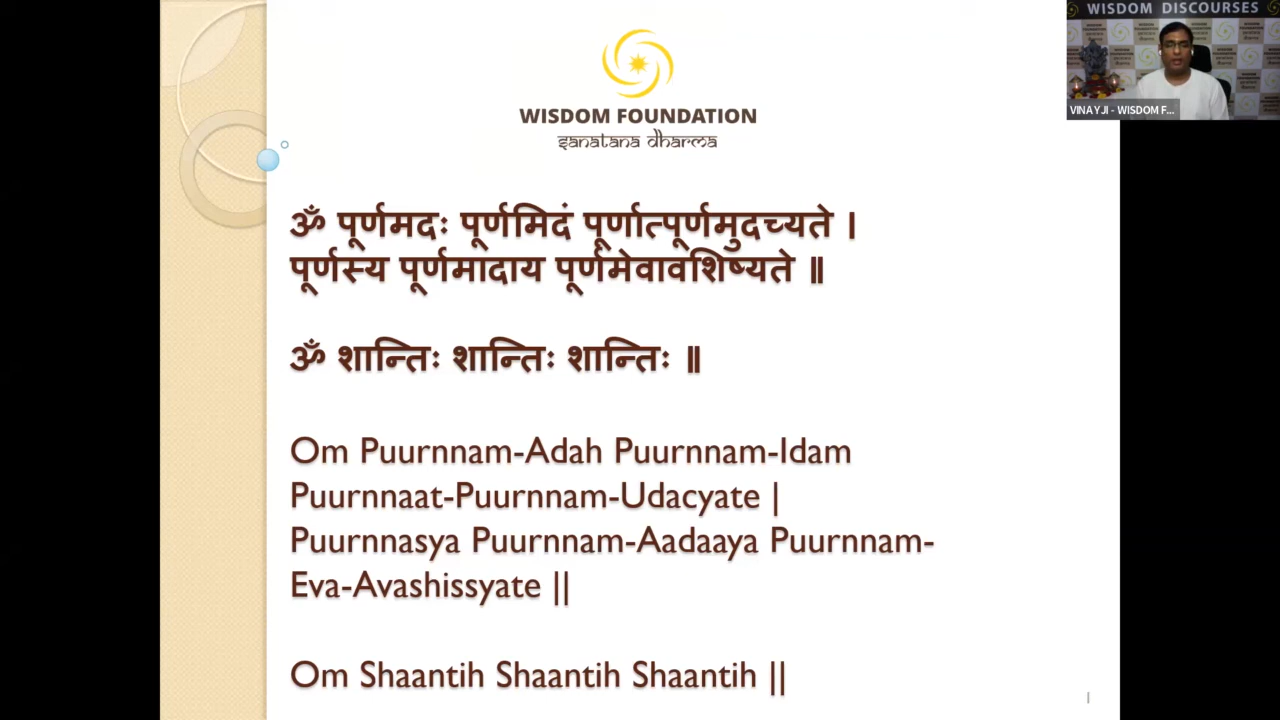 WISDOM FOUNDATION
sanatana dharma
WISDOM DISCOURSES
VINAYJI - WISDOM F...
ॐ पूर्णमदः पूर्णमिदं पूर्णात्पूर्णमुदच्यते ।
पूर्णस्य पूर्णमादाय पूर्णमेवावशिष्यते ॥
ॐ शान्तिः शान्तिः शान्तिः ॥
Om Puurnnam-Adah Puurnnam-Idam
Puurnnaat-Puurnnam-Udacyate |
Puurnnasya Puurnnam-Aadaaya Puurnnam-
Eva-Avashissyate ||
Om Shaantih Shaantih Shaantih ||
1